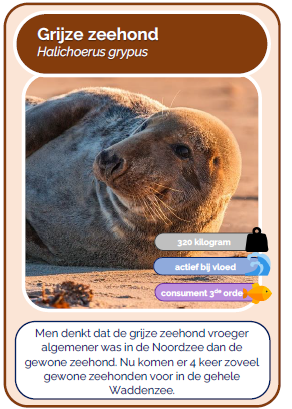 Grijze zeehond
Halichoerus grypus
320 kilogram
actief bij vloed
consument 3de orde
Men denkt dat de grijze zeehond vroeger
algemener was in de Noordzee dan de
gewone zeehond. Nu komen er 4 keer zoveel
gewone zeehonden voor in de gehele
Waddenzee.